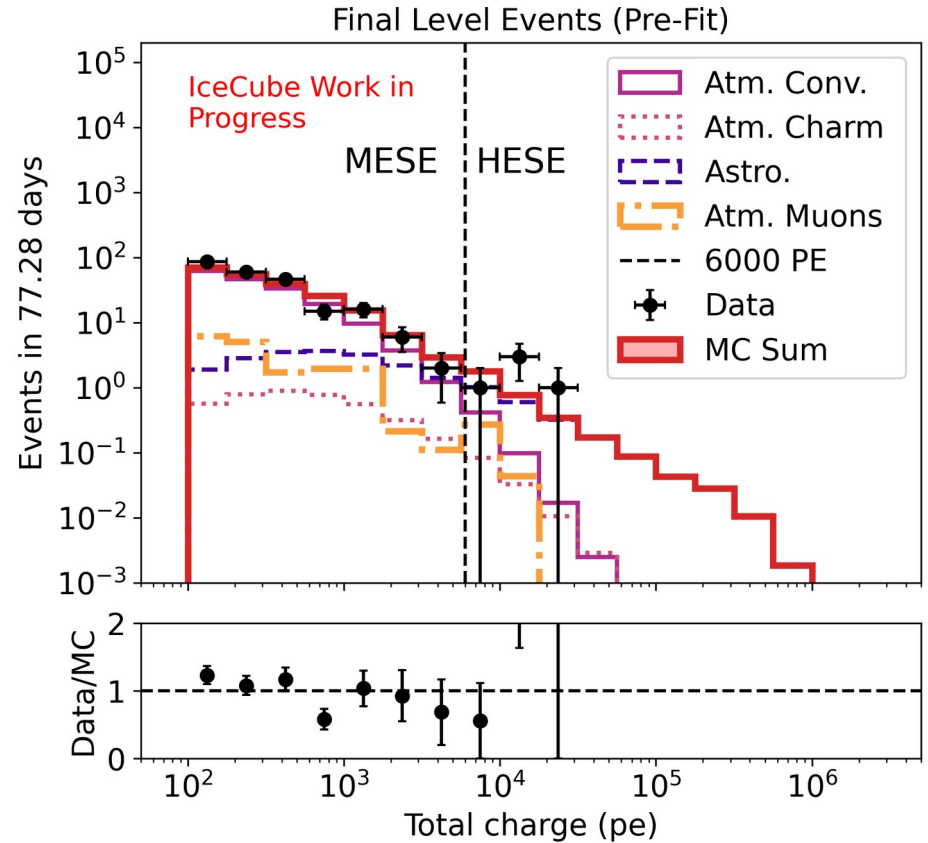 Final Level Events (Pre-Fit)
10^5
10^4
10^3
10^2
10^1
10^0
10^−1
10^−2
10^−3
Events in 77.28 days
IceCube Work in
Progress
MESE
HESE
Atm. Conv.
Atm. Charm
Astro.
Atm. Muons
6000 PE
Data
MC Sum
2
1
0
Data/MC
10^2
10^3
10^4
10^5
10^6
Total charge (pe)